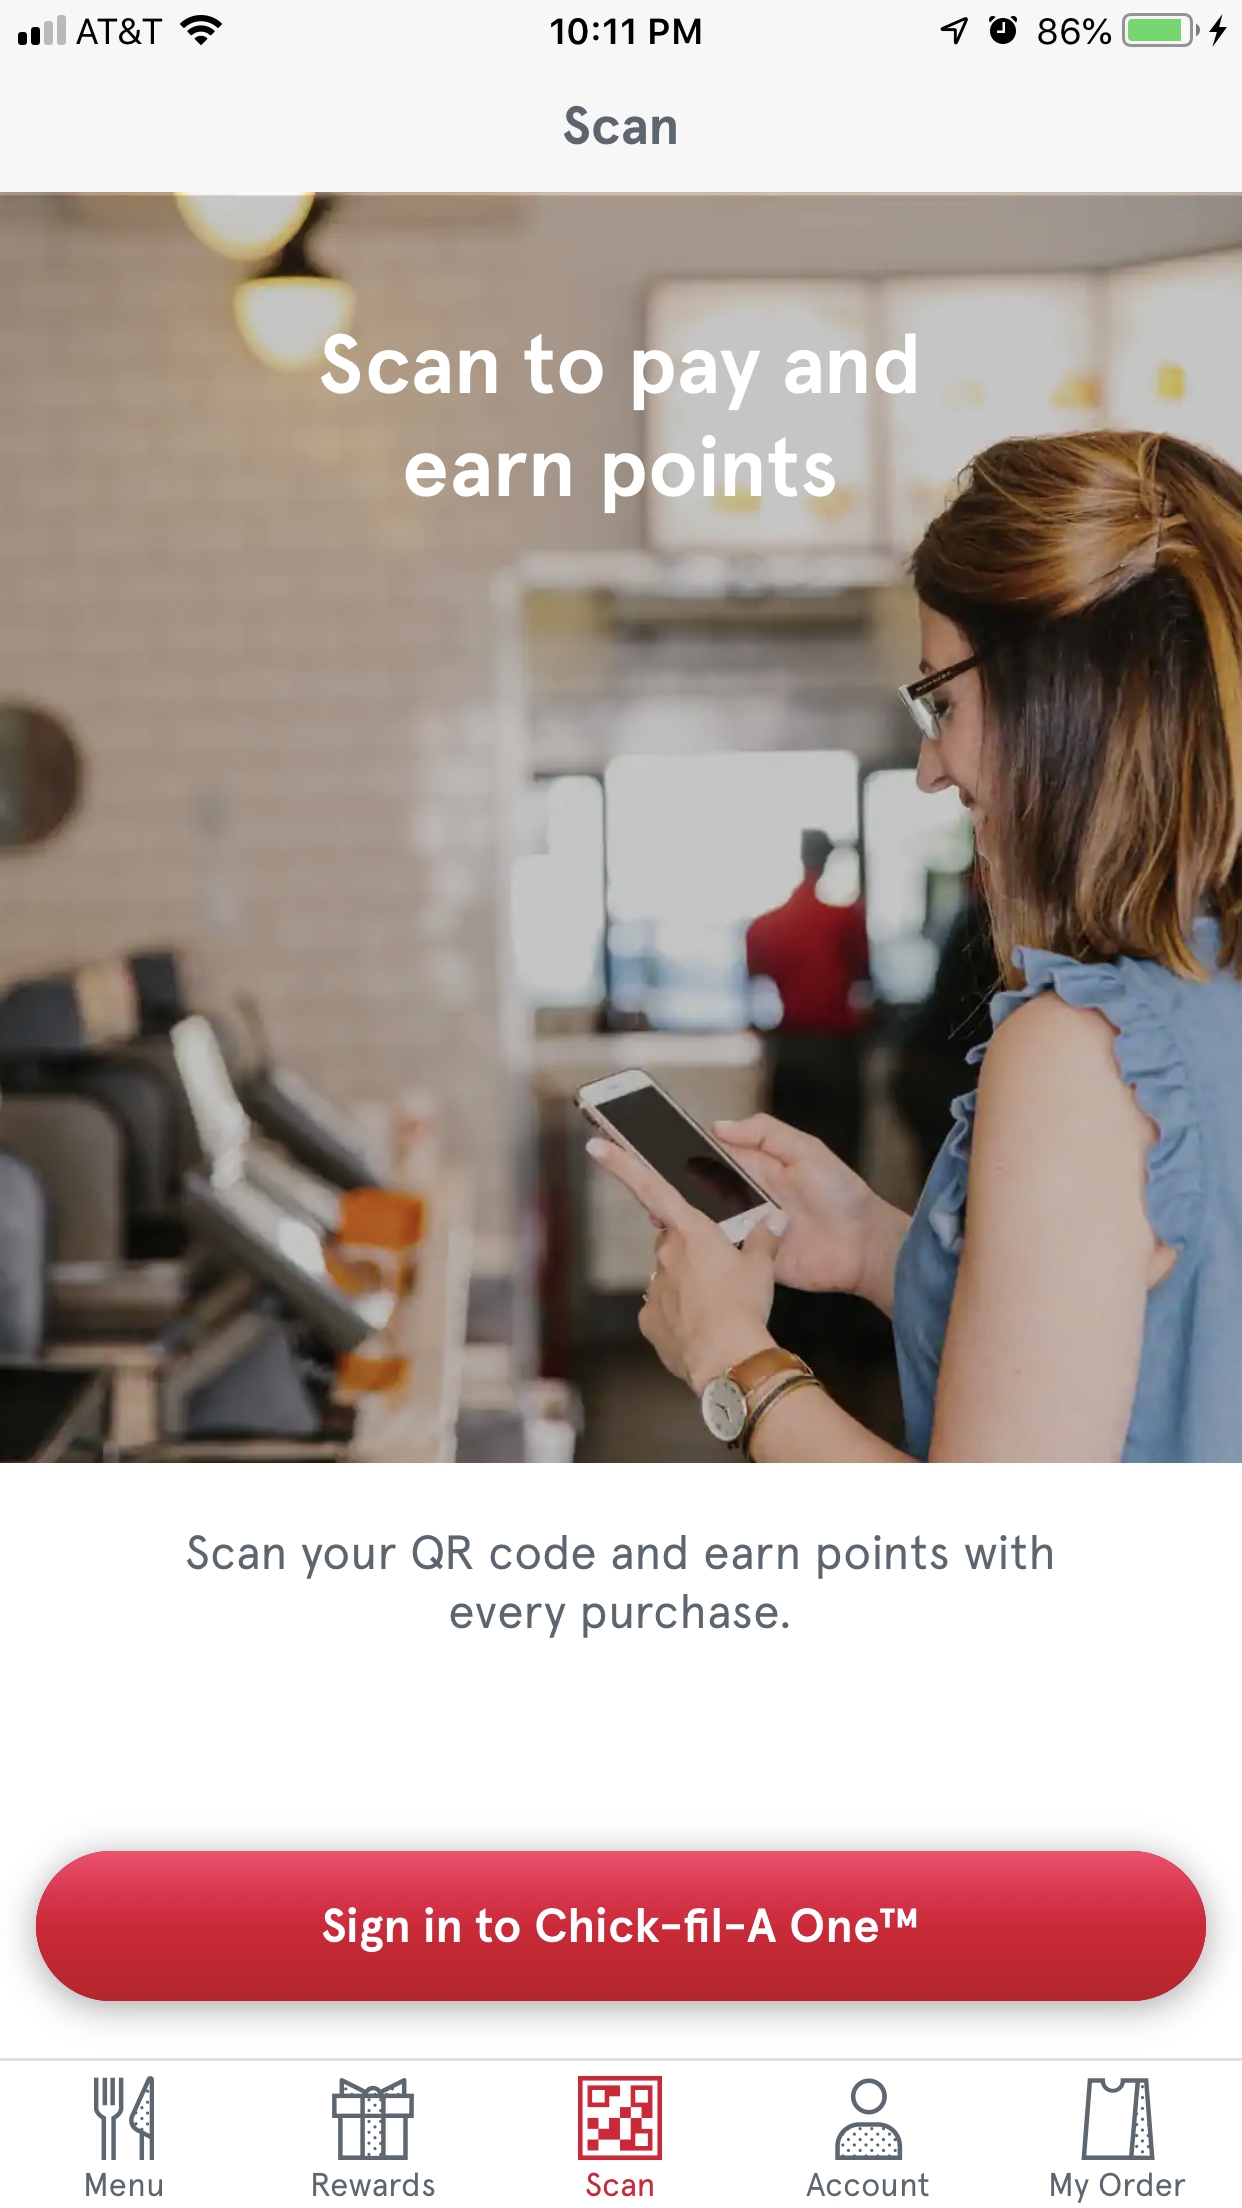 AT&T 10:11 PM 86%
Scan
Scan to pay and
earn points
Scan your QR code and earn points with
every purchase.
Sign in to Chick-fil-A One™
Menu Rewards Scan Account My Order